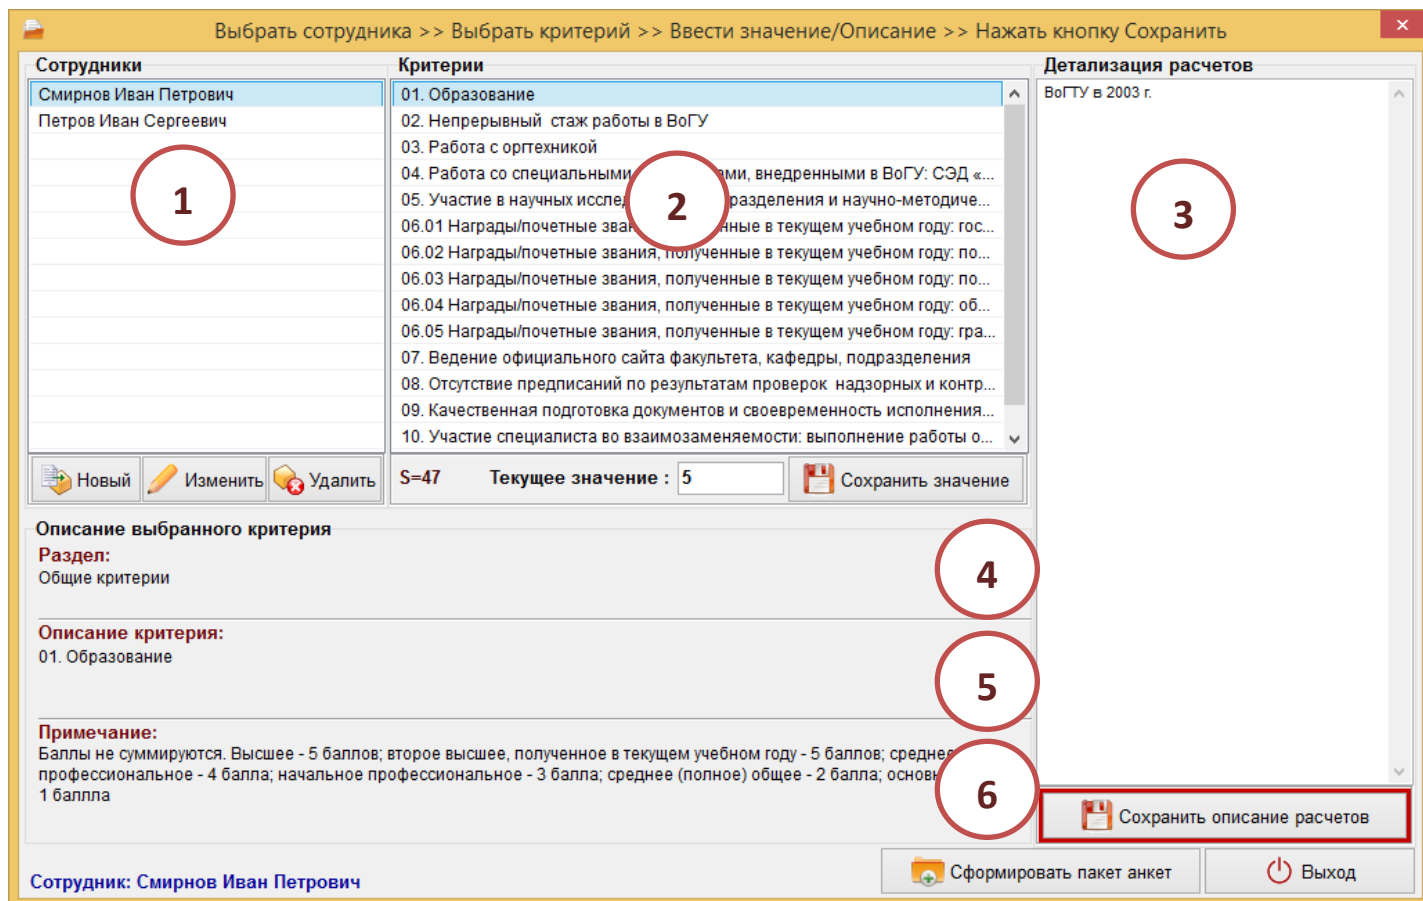 Выбрать сотрудника >> Выбрать критерий >> Ввести значение/Описание >> Нажать кнопку Сохранить
Сотрудники
Смирнов Иван Петрович
Петров Иван Сергеевич
1
Новый
Изменить
Удалить
Критерии
01. Образование
02. Непрерывный стаж работы в ВоГУ
03. Работа с оргтехникой
04. Работа со специальными ами, внедренными в ВоГУ: СЭД «...
05. Участие в научных исслед разделения и научно-методиче...
06.01 Награды/почетные зван нные в текущем учебном году: гос...
06.02 Награды/почетные звания, полученные в текущем учебном году: по...
06.03 Награды/почетные звания, полученные в текущем учебном году: по...
06.04 Награды/почетные звания, полученные в текущем учебном году: об...
06.05 Награды/почетные звания, полученные в текущем учебном году: гра...
07. Ведение официального сайта факультета, кафедры, подразделения
08. Отсутствие предписаний по результатам проверок надзорных и контр...
09. Качественная подготовка документов и своевременность исполнения...
10. Участие специалиста во взаимозаменяемости: выполнение работы о...
2
S=47 Текущее значение : 5
Сохранить значение
Детализация расчетов
ВоГТУ в 2003 г.
3
Описание выбранного критерия
Раздел:
Общие критерии
4
Описание критерия:
01. Образование
5
Примечание:
Баллы не суммируются. Высшее - 5 баллов; второе высшее, полученное в текущем учебном году - 5 баллов; среднее
профессиональное - 4 балла; начальное профессиональное - 3 балла; среднее (полное) общее - 2 балла; основн
1 баллла
6
Сохранить описание расчетов
Сотрудник: Смирнов Иван Петрович
Сформировать пакет анкет
Выход